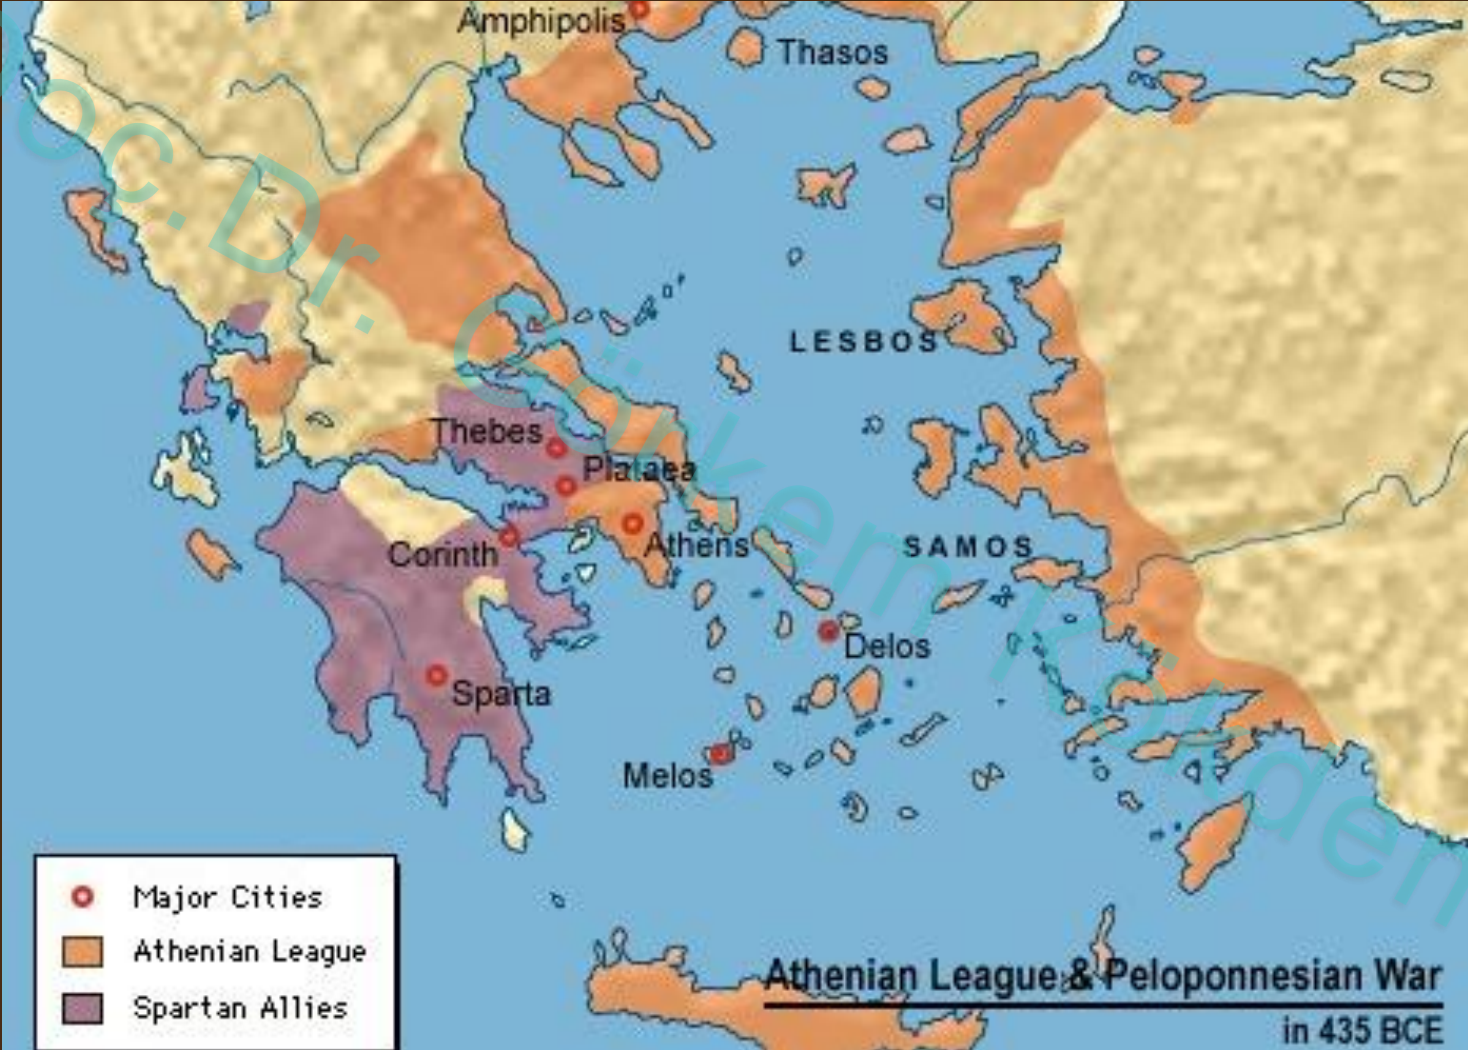 Amphipolis
Thasos
LESBOS
Thebes
Plataea
Corinth
Athens
SAMOS
Delos
Sparta
Melos
Major Cities
Athenian League
Spartan Allies
Athenian League & Peloponnesian War
in 435 BCE